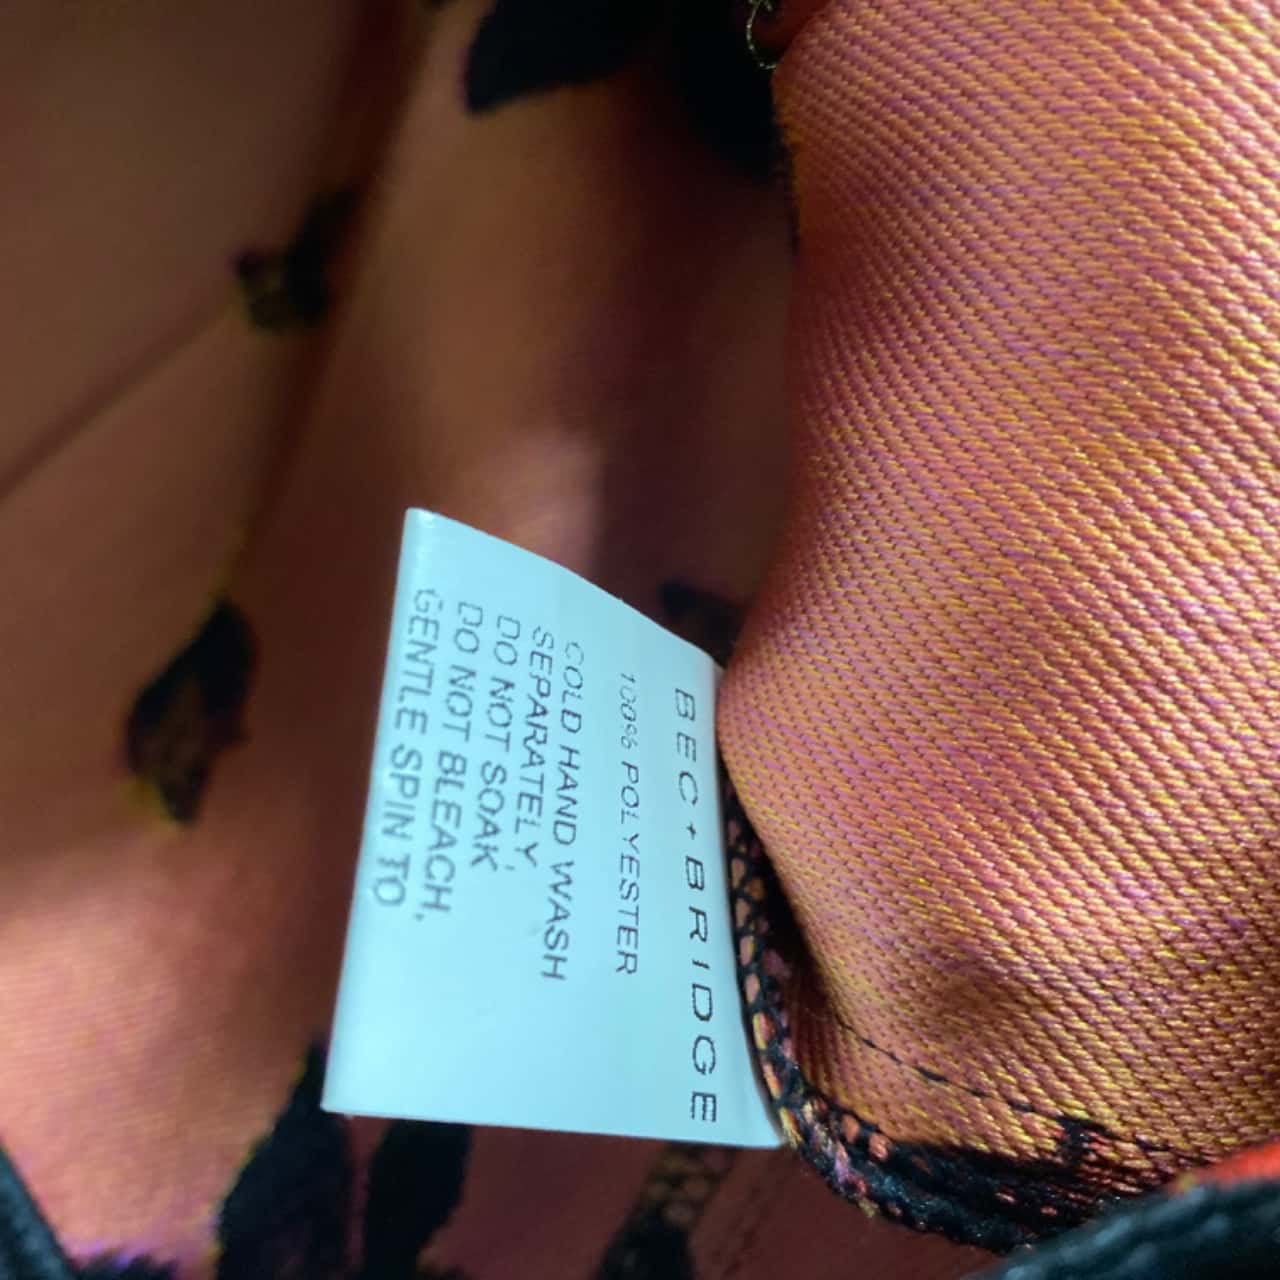 BEC + BRIDGE
100% POLYESTER
COLD HAND WASH
SEPARATELY,
DO NOT SOAK,
DO NOT BLEACH,
GENTLE SPIN TO